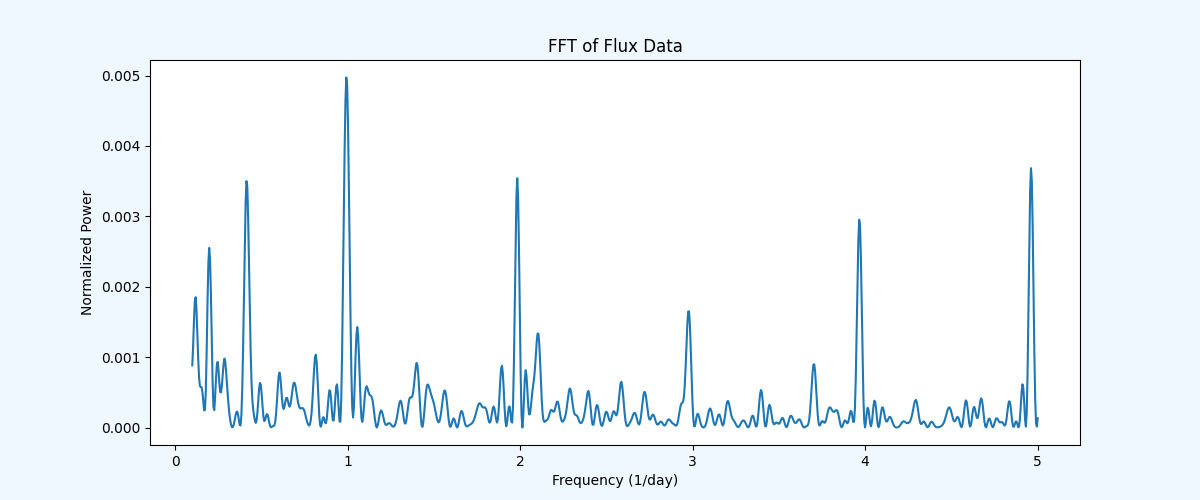 FFT of Flux Data
Normalized Power
0.005
0.004
0.003
0.002
0.001
0.000
0 1 2 3 4 5
Frequency (1/day)